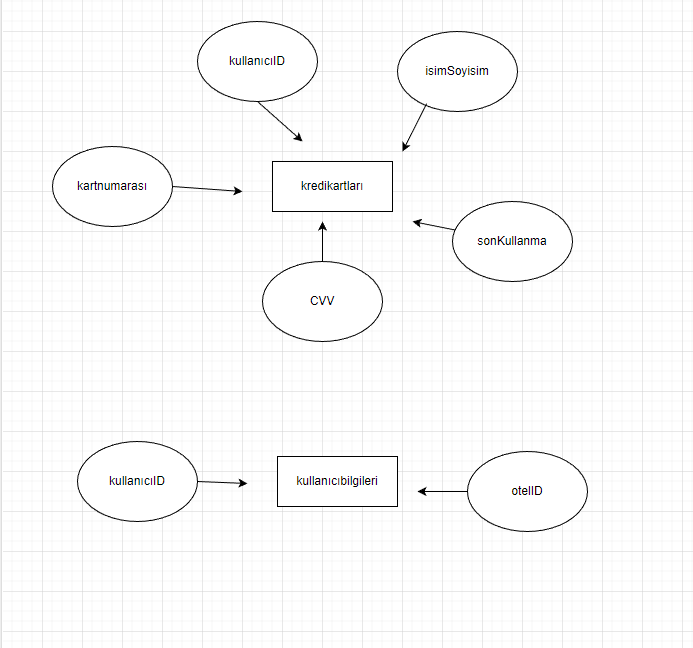 kullanıcıID
isimSoyisim
kartnumarası
kredikartları
sonKullanma
CVV
kullanıcıID
kullanıcıbilgileri
otelID